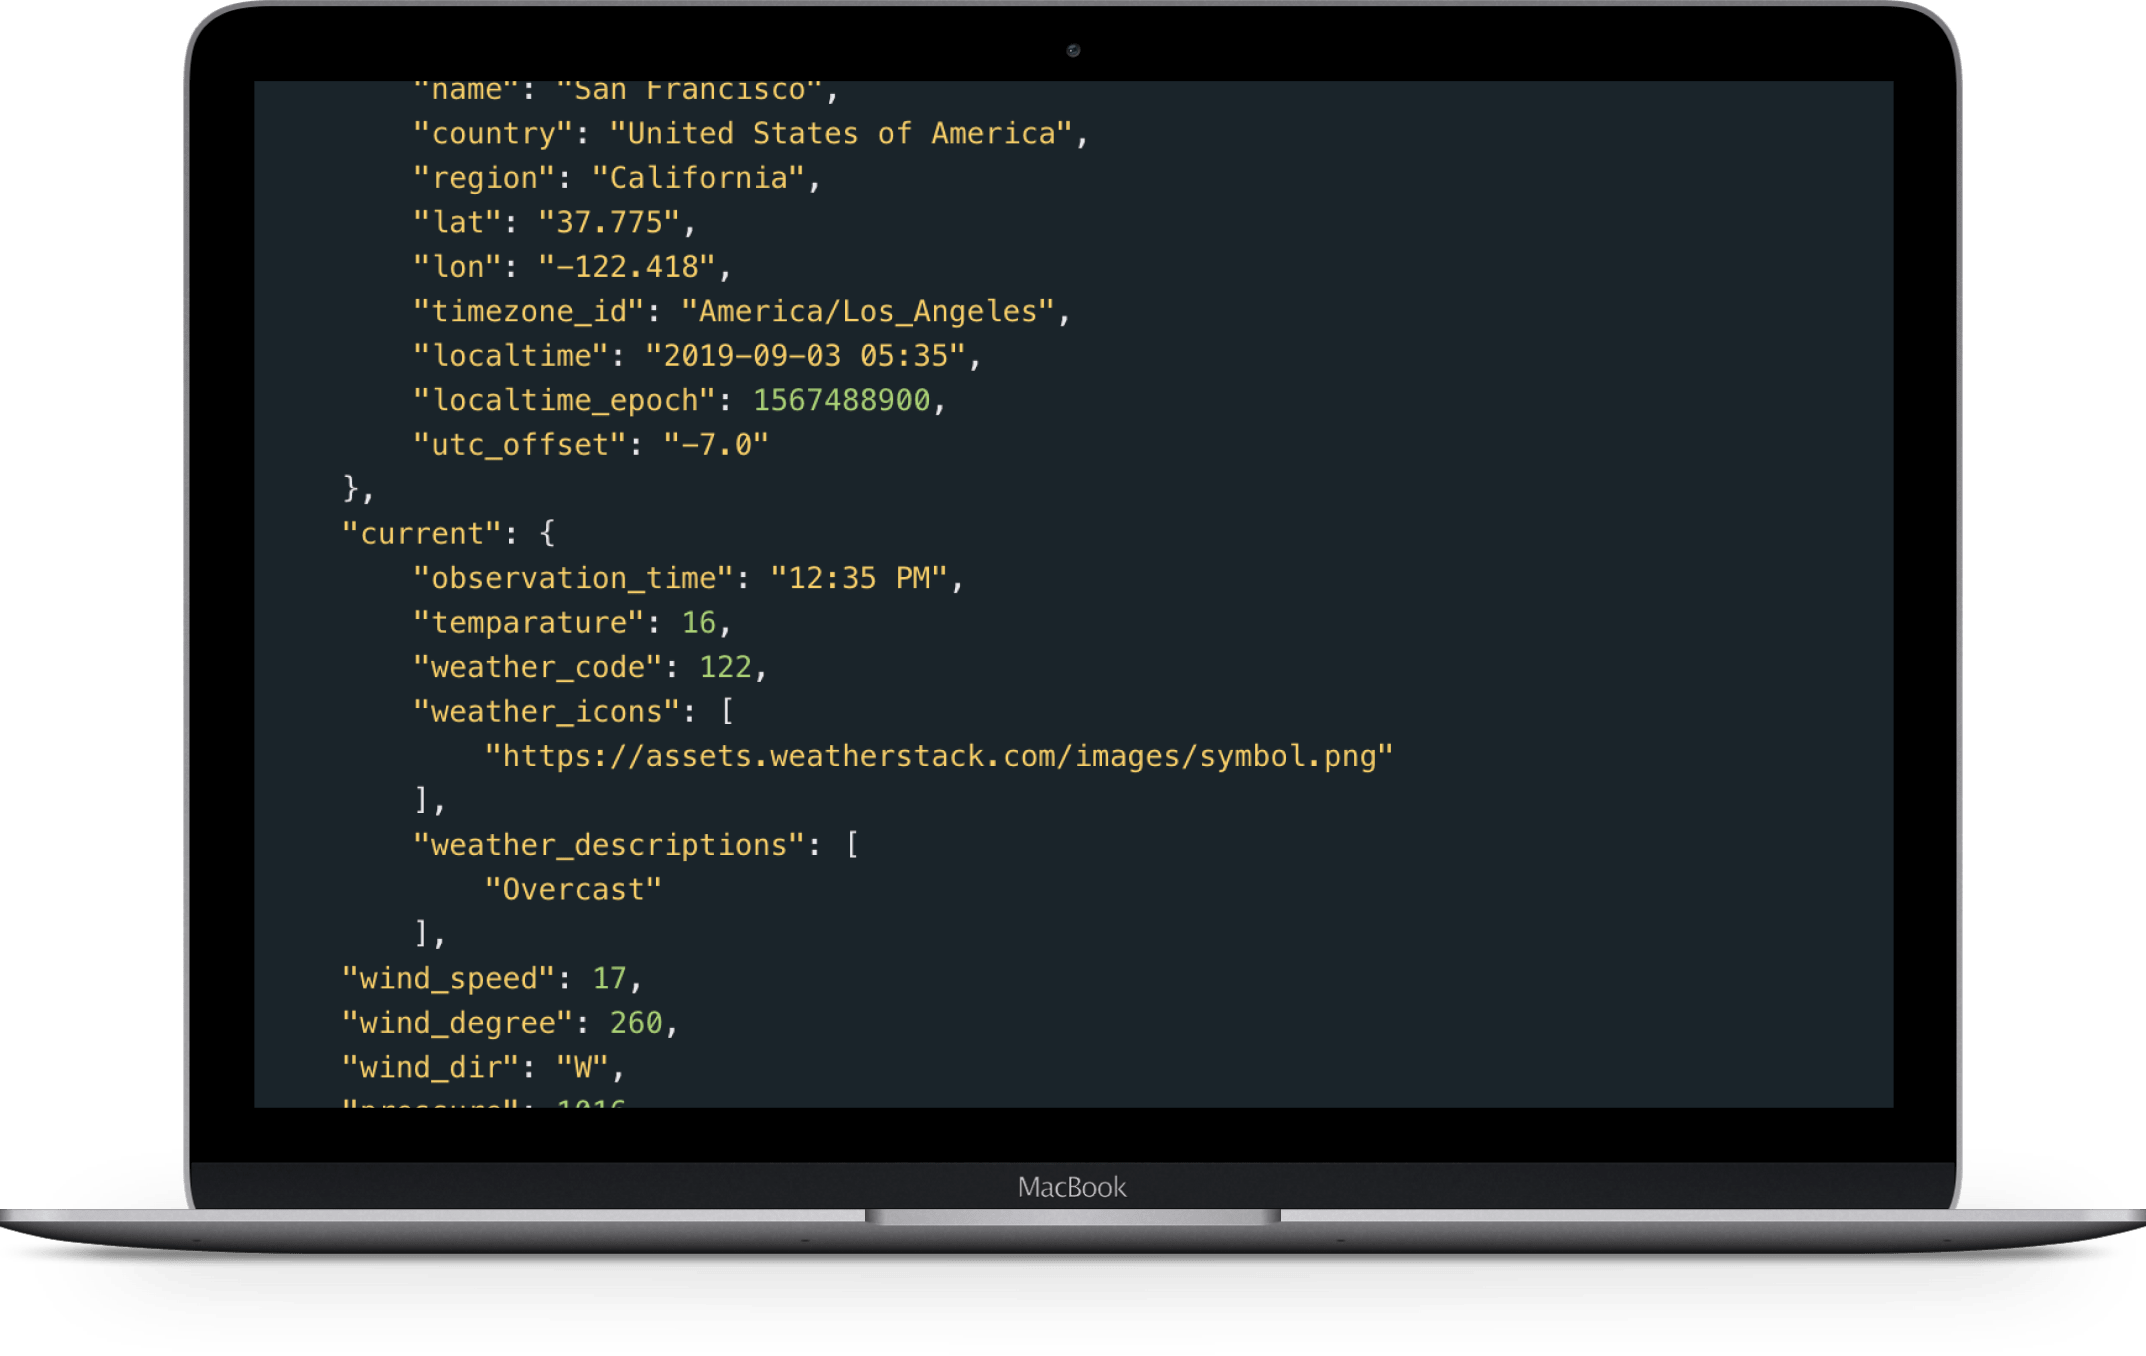 "name": "San Francisco",
"country": "United States of America",
"region": "California",
"lat": "37.775",
"lon": "-122.418",
"timezone_id": "America/Los_Angeles",
"localtime": "2019-09-03 05:35",
"localtime_epoch": 1567488900,
"utc_offset": "-7.0"
},
"current": {
"observation_time": "12:35 PM",
"temparature": 16,
"weather_code": 122,
"weather_icons": [
"https://assets.weatherstack.com/images/symbol.png"
],
"weather_descriptions": [
"Overcast"
],
"wind_speed": 17,
"wind_degree": 260,
"wind_dir": "W",
"pressure": 1016
MacBook